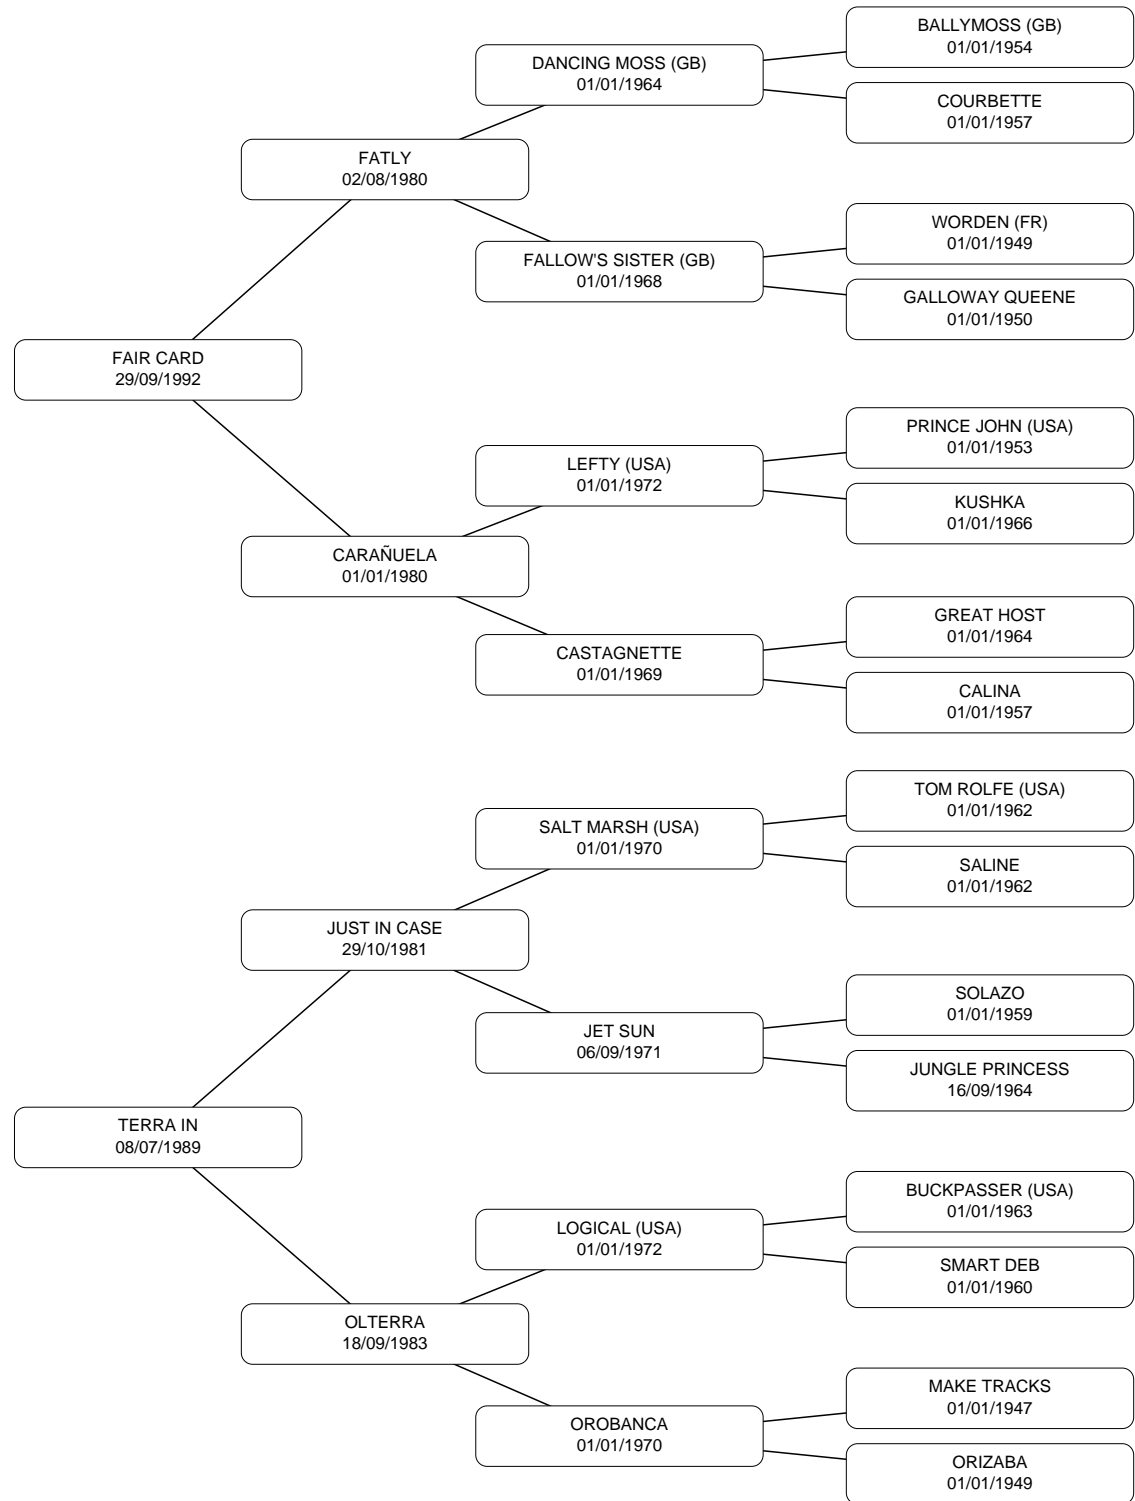 BALLYMOSS (GB)
01/01/1954
DANCING MOSS (GB)
01/01/1964
COURBETTE
01/01/1957
FATLY
02/08/1980
WORDEN (FR)
01/01/1949
FALLOW'S SISTER (GB)
01/01/1968
GALLOWAY QUEENE
01/01/1950
FAIR CARD
29/09/1992
PRINCE JOHN (USA)
01/01/1953
LEFTY (USA)
01/01/1972
KUSHKA
01/01/1966
CARAÑUELA
01/01/1980
GREAT HOST
01/01/1964
CASTAGNETTE
01/01/1969
CALINA
01/01/1957
TOM ROLFE (USA)
01/01/1962
SALT MARSH (USA)
01/01/1970
SALINE
01/01/1962
JUST IN CASE
29/10/1981
SOLAZO
01/01/1959
JET SUN
06/09/1971
JUNGLE PRINCESS
16/09/1964
TERRA IN
08/07/1989
BUCKPASSER (USA)
01/01/1963
LOGICAL (USA)
01/01/1972
SMART DEB
01/01/1960
OLTERRA
18/09/1983
MAKE TRACKS
01/01/1947
OROBANCA
01/01/1970
ORIZABA
01/01/1949